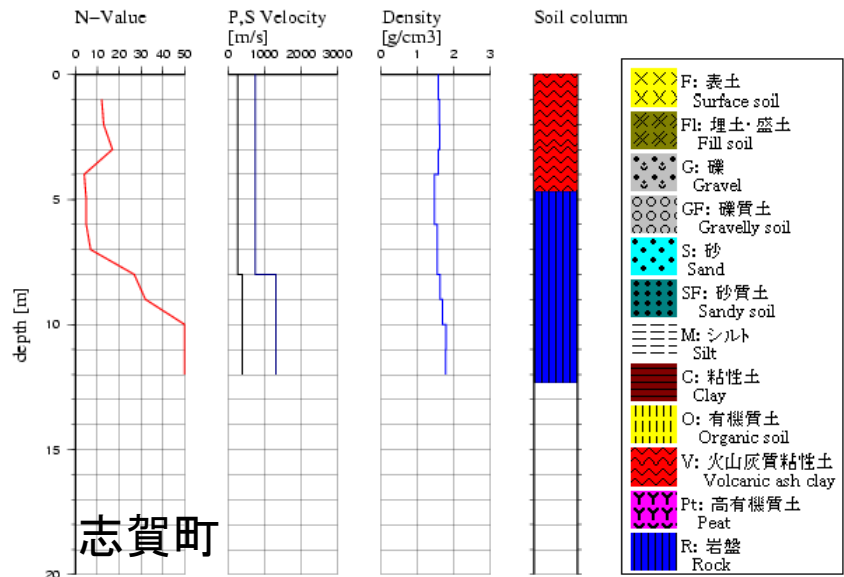 N-Value
P,S Velocity
[m/s]
Density
[g/cm3]
Soil column
0 10 20 30 40 50
0 1000 2000 3000
0 1 2 3
depth [m]
0
5
10
15
20
志賀町
F: 表土
Surface soil
Fl: 埋土・盛土
Fill soil
G: 礫
Gravel
GF: 礫質土
Gravelly soil
S: 砂
Sand
SF: 砂質土
Sandy soil
M: シルト
Silt
C: 粘性土
Clay
O: 有機質土
Organic soil
V: 火山灰質粘性土
Volcanic ash clay
Pt: 高有機質土
Peat
R: 岩盤
Rock